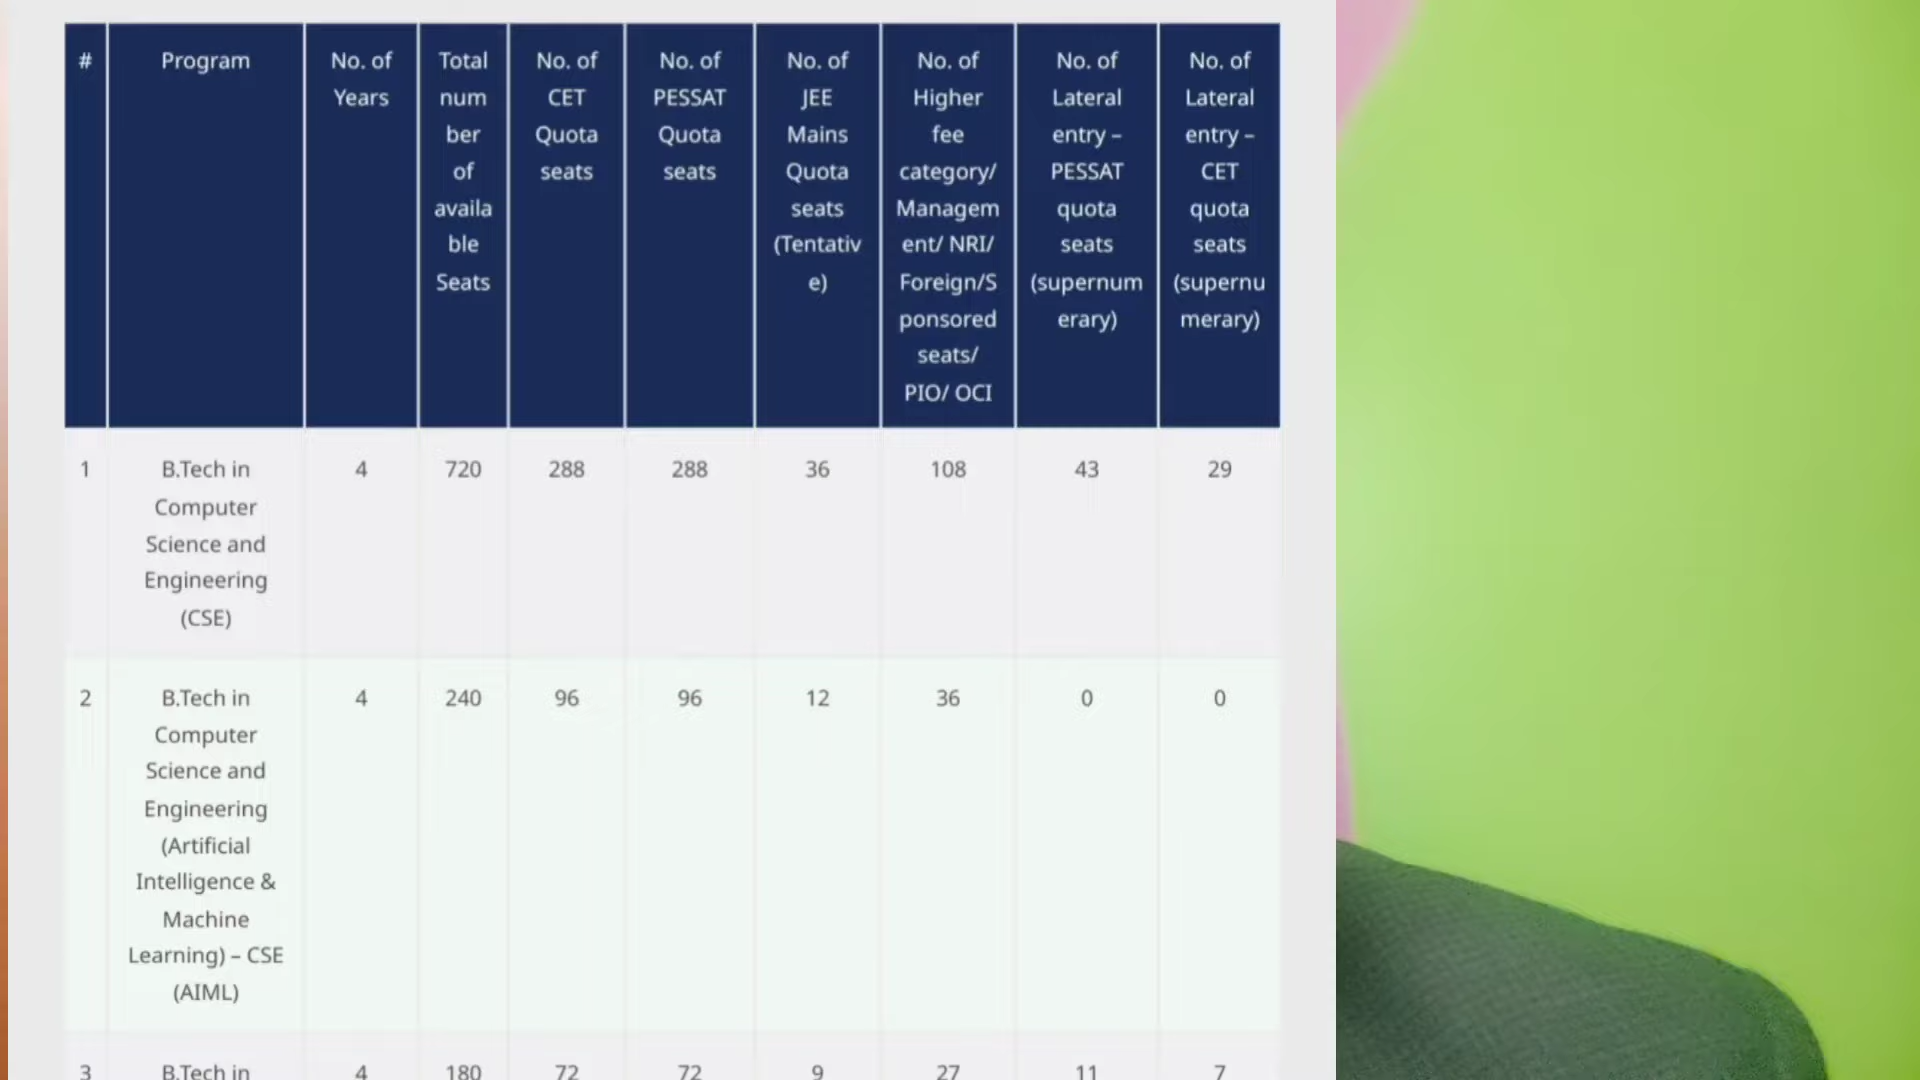 # Program No. of Years Total num ber of availa ble Seats No. of CET Quota seats No. of PESSAT Quota seats No. of JEE Mains Quota seats (Tentativ e) No. of Higher fee category/ Managem ent/ NRI/ Foreign/S ponsored seats/ PIO/ OCI No. of Lateral entry – PESSAT quota seats (supernum erary) No. of Lateral entry – CET quota seats (supernu merary)
1 B.Tech in 4 720 288 288 36 108 43 29
Computer
Science and
Engineering
(CSE)
2 B.Tech in 4 240 96 96 12 36 0 0
Computer
Science and
Engineering
(Artificial
Intelligence &
Machine
Learning) – CSE
(AIML)
3 B.Tech in 4 180 72 72 9 27 11 7